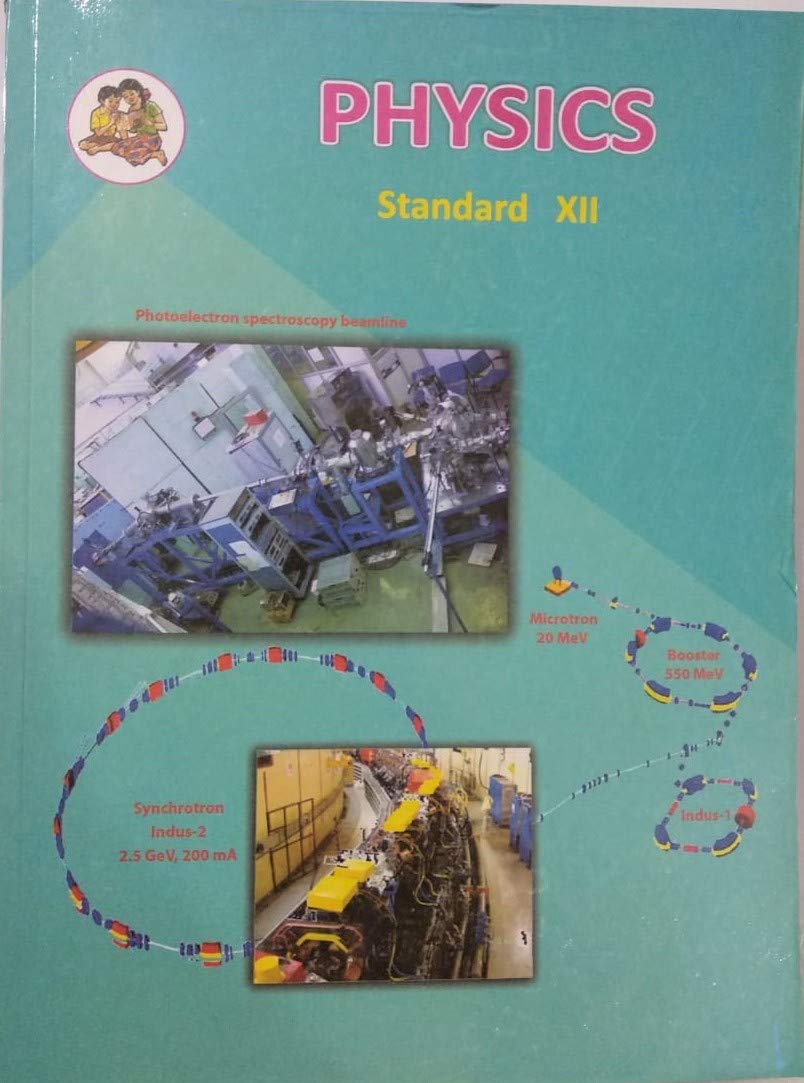 PHYSICS
Standard XII
Photoelectron spectroscopy beamline
Microtron
20 MeV
Booster
550 MeV
Synchrotron
Indus-2
2.5 GeV, 200 mA
Indus-1